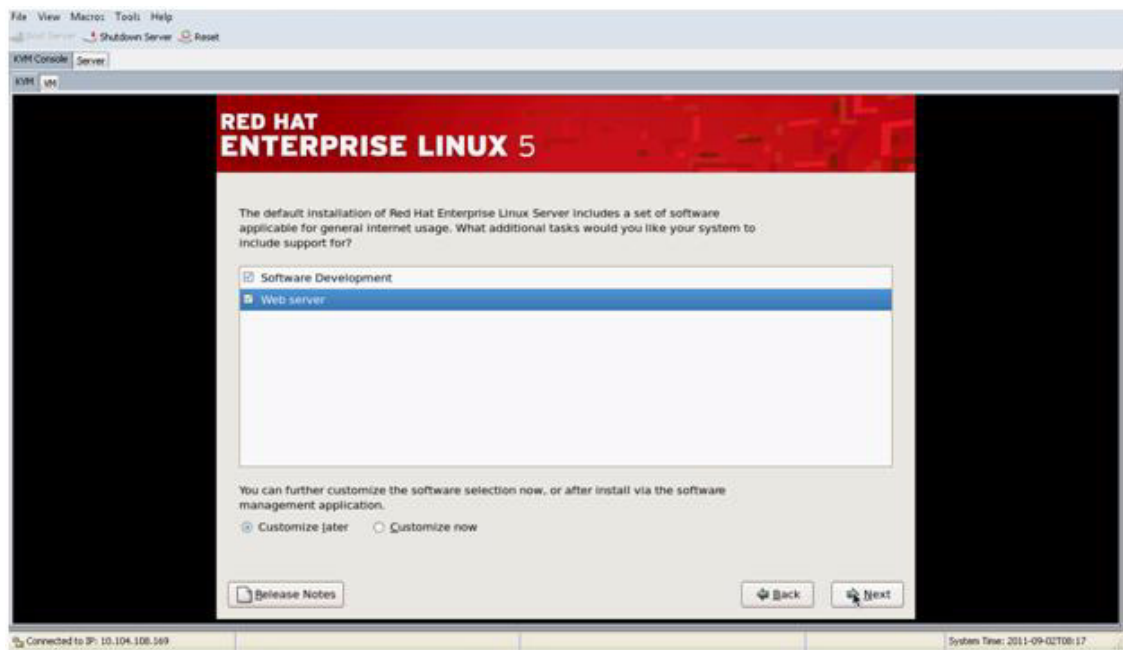 File View Macros Tools Help
Boot Server Shutdown Server Reset
KVM Console Server
KVM VM
RED HAT
ENTERPRISE LINUX 5
The default installation of Red Hat Enterprise Linux Server includes a set of software
applicable for general internet usage. What additional tasks would you like your system to
include support for?
Software Development
Web server
You can further customize the software selection now, or after install via the software
management application.
Customize later Customize now
Release Notes Back Next
Connected to IP: 10.104.108.169 System Time: 2011-09-02T08:17